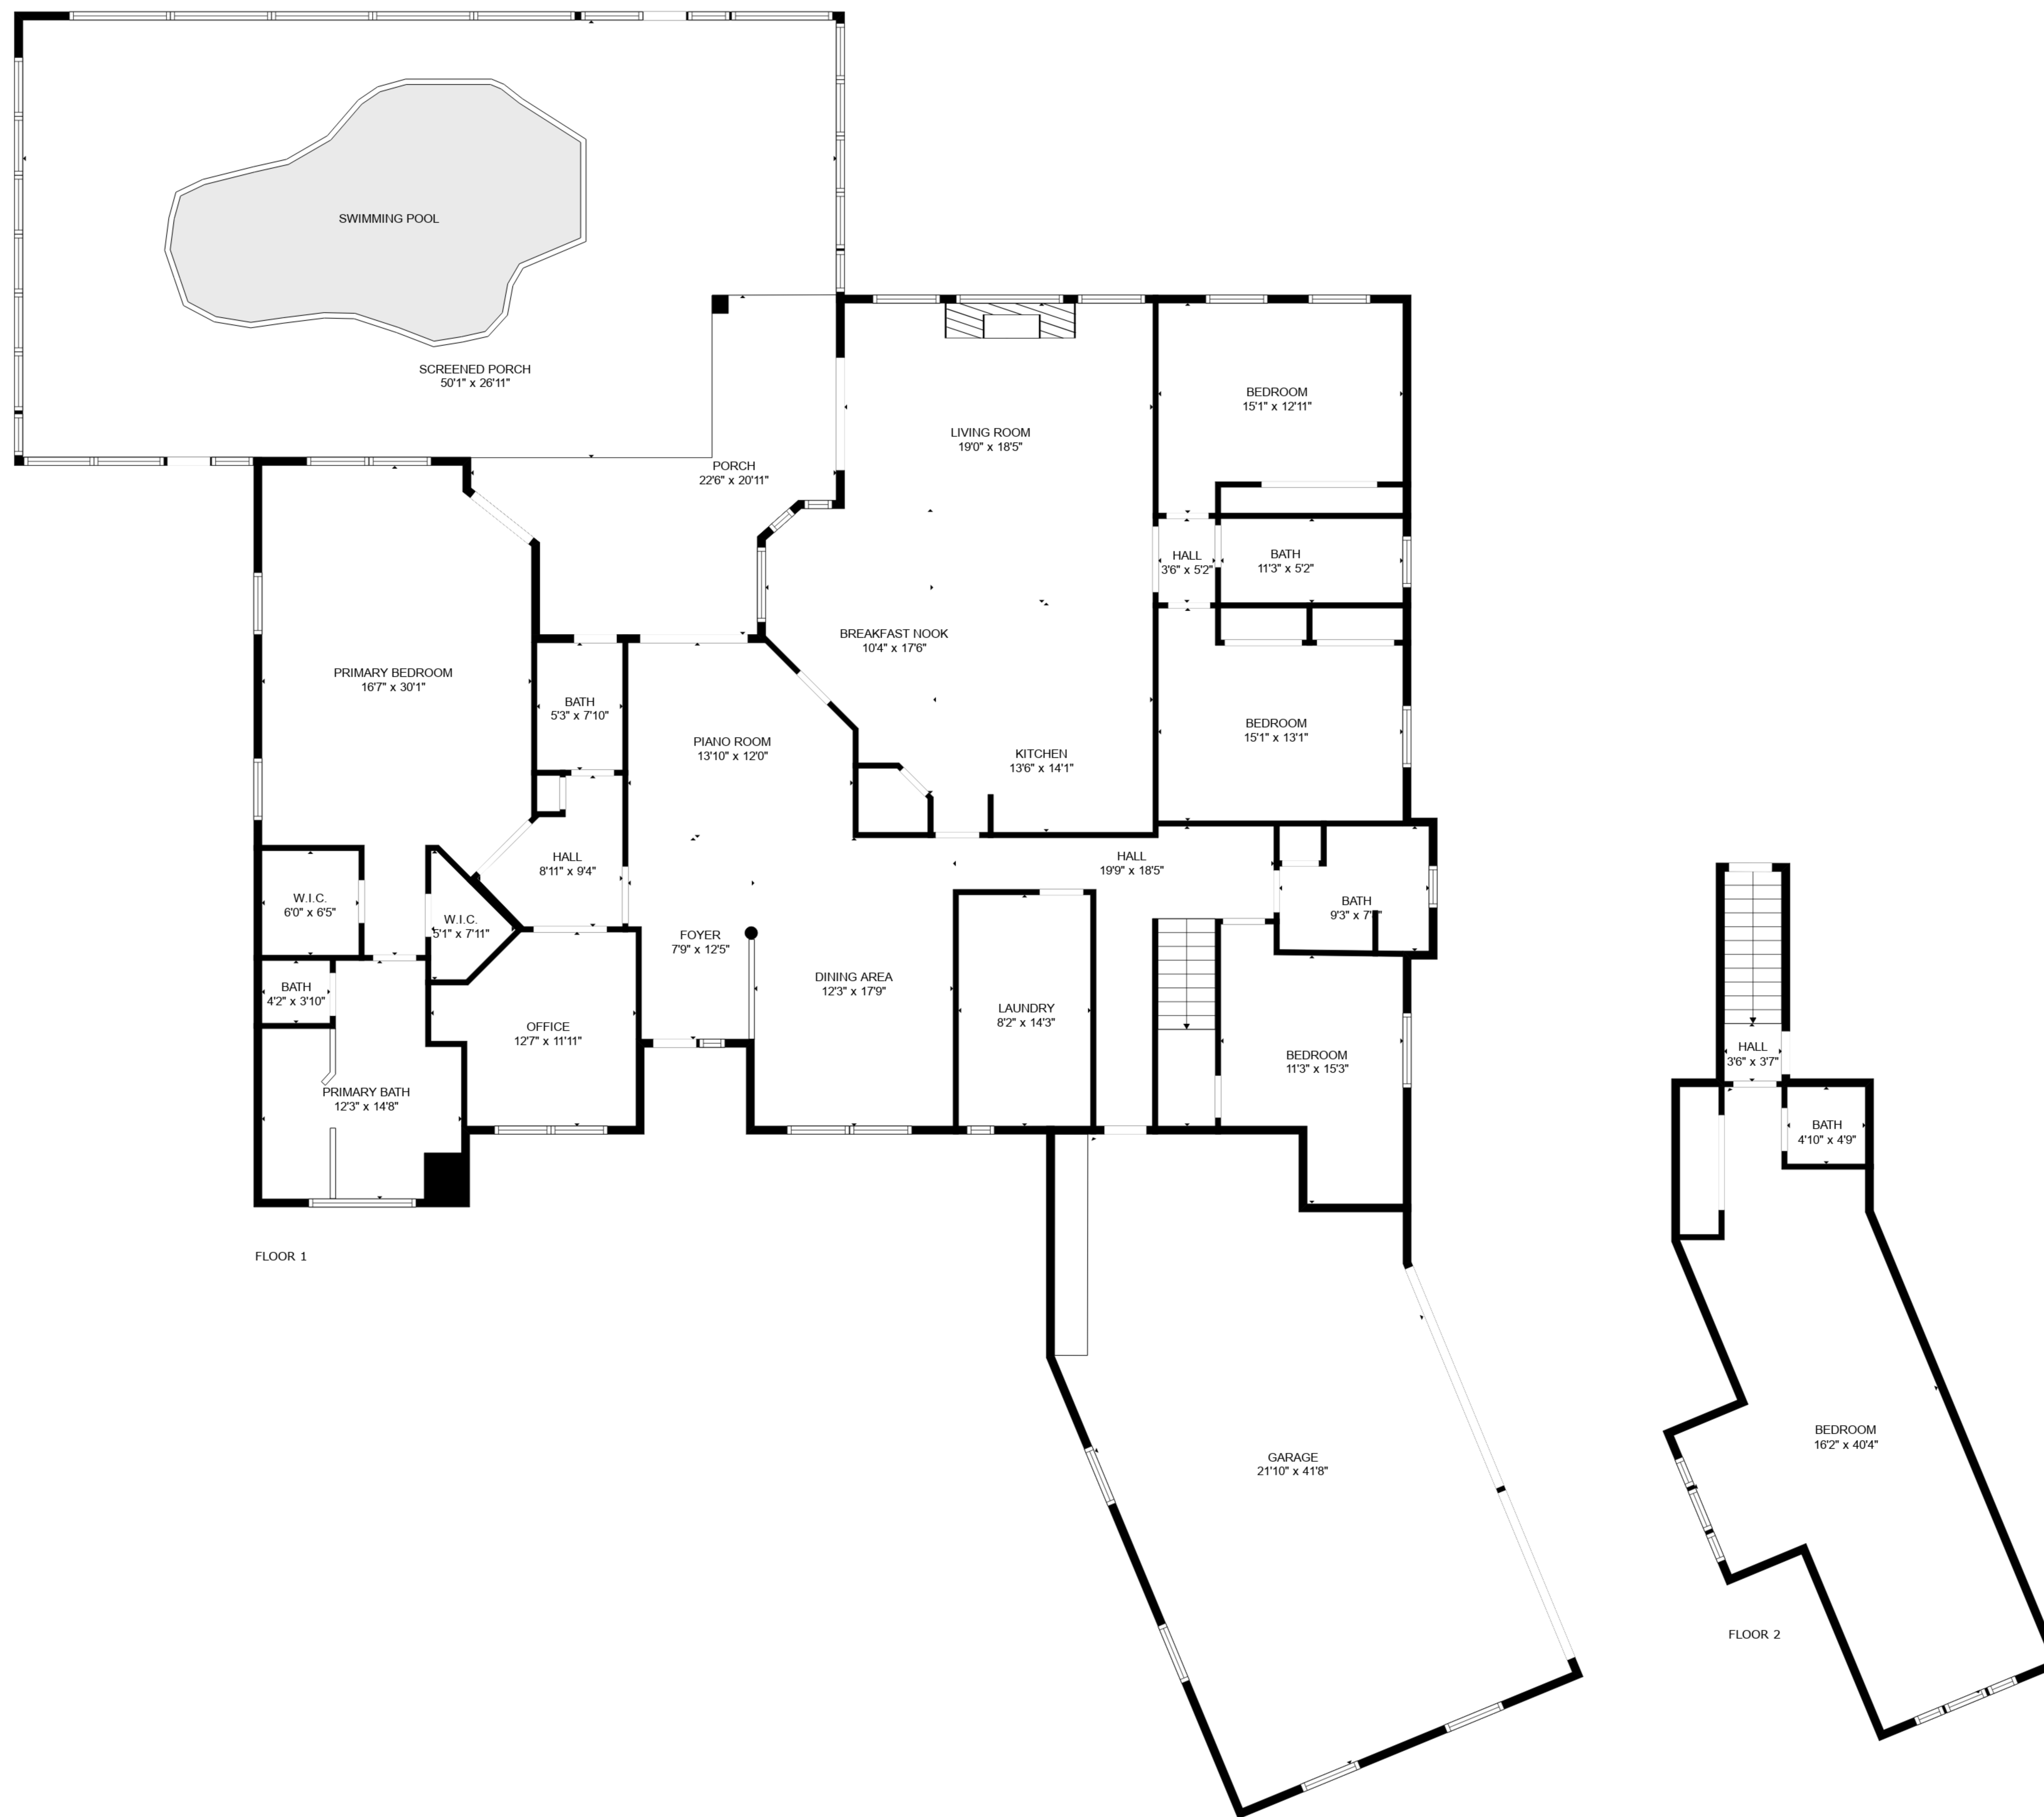 SWIMMING POOL
SCREENED PORCH
50'1" x 26'11"
BEDROOM
15'1" x 12'11"
LIVING ROOM
19'0" x 18'5"
PORCH
22'6" x 20'11"
HALL
3'6" x 5'2"
BATH
11'3" x 5'2"
BREAKFAST NOOK
10'4" x 17'6"
PRIMARY BEDROOM
16'7" x 30'1"
BATH
5'3" x 7'10"
PIANO ROOM
13'10" x 12'0"
KITCHEN
13'6" x 14'1"
BEDROOM
15'1" x 13'1"
HALL
8'11" x 9'4"
HALL
19'9" x 18'5"
W.I.C.
6'0" x 6'5"
W.I.C.
5'1" x 7'11"
BATH
9'3" x
FOYER
7'9" x 12'5"
DINING AREA
12'3" x 17'9"
BATH
4'2" x 3'10"
OFFICE
12'7" x 11'11"
LAUNDRY
8'2" x 14'3"
BEDROOM
11'3" x 15'3"
PRIMARY BATH
12'3" x 14'8"
FLOOR 1
GARAGE
21'10" x 41'8"
HALL
3'6" x 3'7"
BATH
4'10" x 4'9"
BEDROOM
16'2" x 40'4"
FLOOR 2